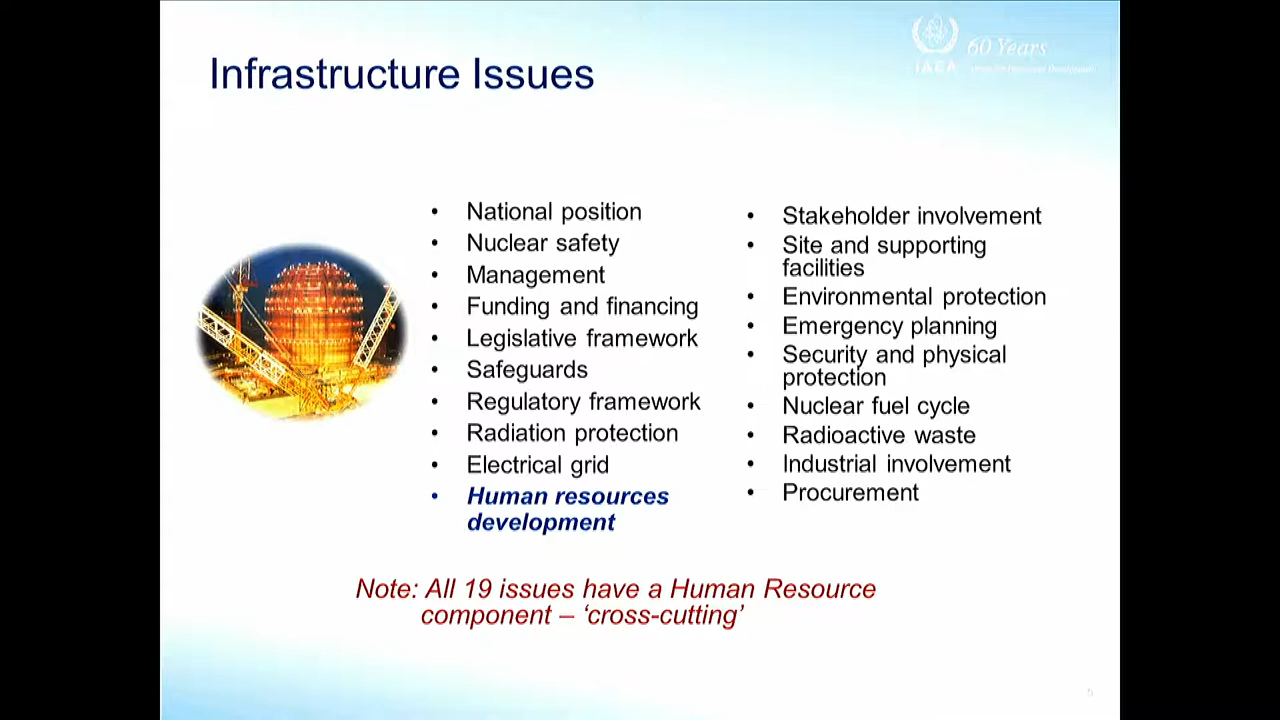 Infrastructure Issues
60 Years
IAEA
• National position
• Nuclear safety
• Management
• Funding and financing
• Legislative framework
• Safeguards
• Regulatory framework
• Radiation protection
• Electrical grid
• Human resources
development
• Stakeholder involvement
• Site and supporting
facilities
• Environmental protection
• Emergency planning
• Security and physical
protection
• Nuclear fuel cycle
• Radioactive waste
• Industrial involvement
• Procurement
Note: All 19 issues have a Human Resource
component – ‘cross-cutting’